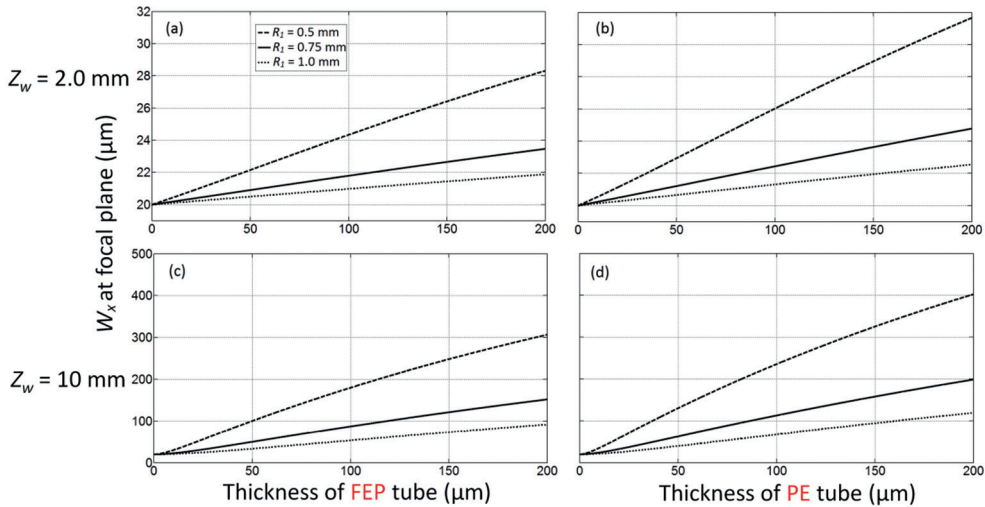 (a)
R₁ = 0.5 mm
R₁ = 0.75 mm
R₁ = 1.0 mm
32
30
28
26
24
22
20
0 50 100 150 200
(b)
0 50 100 150 200
Z_w = 2.0 mm
W_x at focal plane (μm)
(c)
500
400
300
200
100
0
0 50 100 150 200
(d)
0 50 100 150 200
Z_w = 10 mm
Thickness of FEP tube (μm)
Thickness of PE tube (μm)